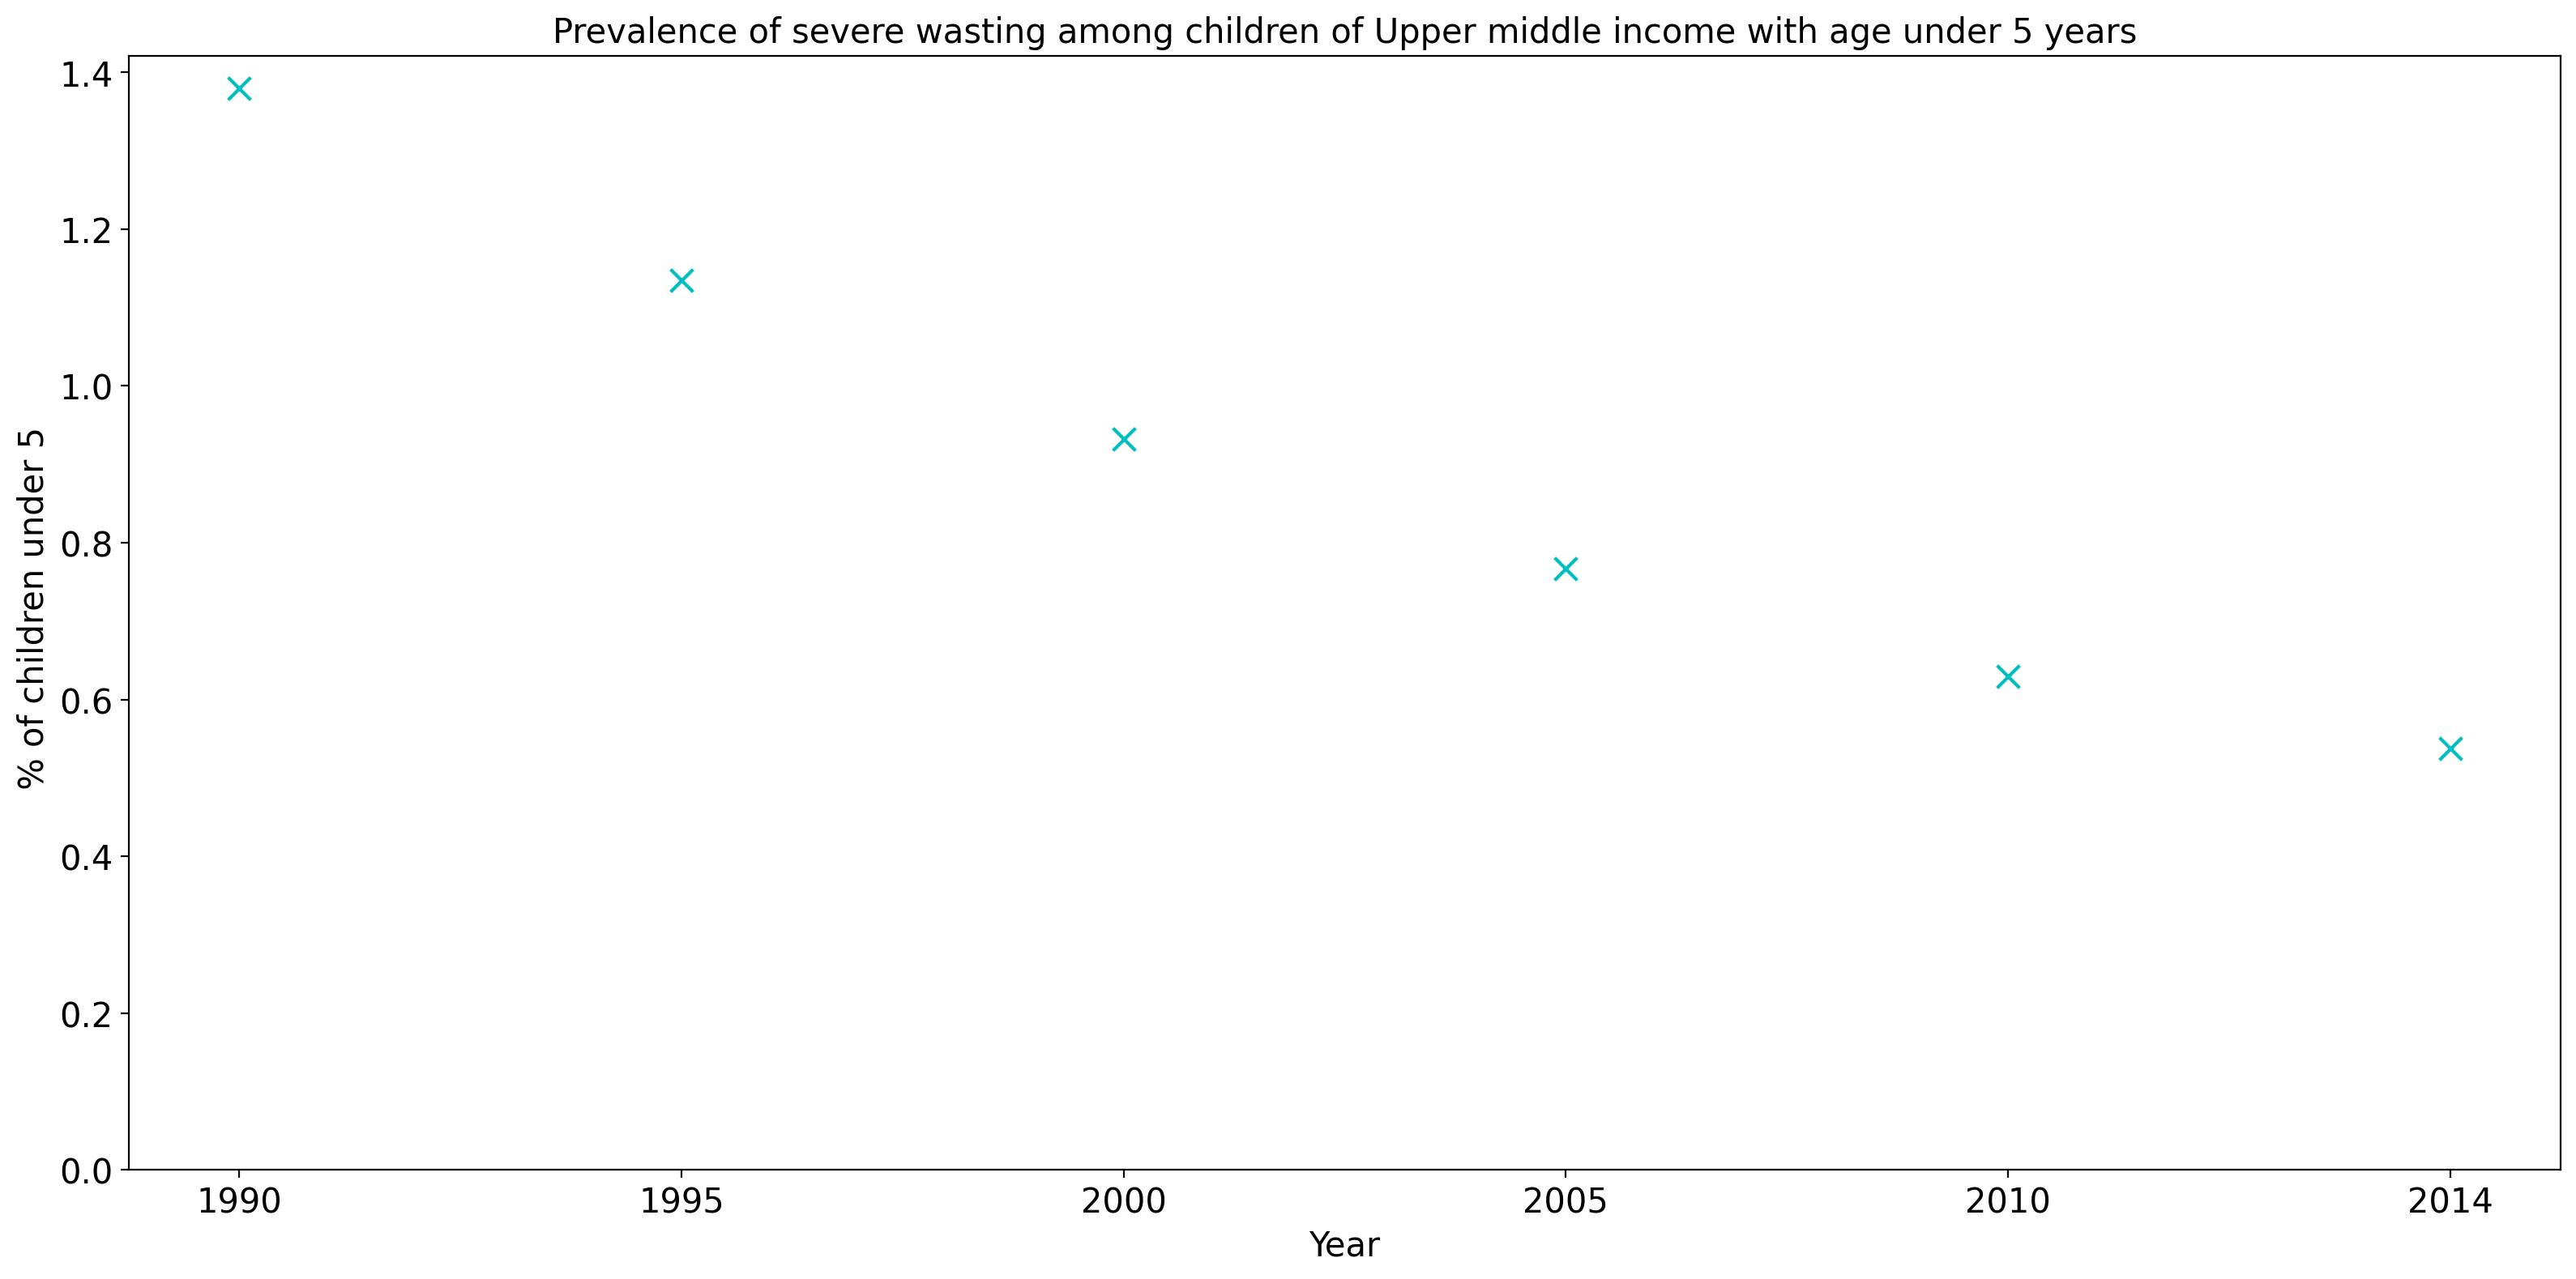 Prevalence of severe wasting among children of Upper middle income with age under 5 years
1.4
1.2
1.0
0.8
0.6
0.4
0.2
0.0
% of children under 5
1990 1995 2000 2005 2010 2014
Year